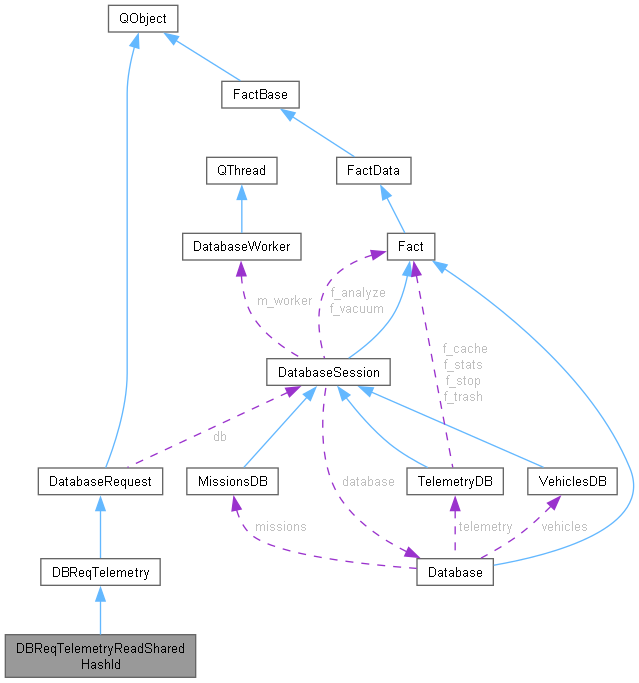 QObject
FactBase
QThread
FactData
DatabaseWorker
Fact
m_worker
f_analyze
f_vacuum
f_cache
f_stats
f_stop
f_trash
DatabaseSession
db
DatabaseRequest
MissionsDB
database
TelemetryDB
VehiclesDB
missions
telemetry
vehicles
DBReqTelemetry
Database
DBReqTelemetryReadShared
HashId